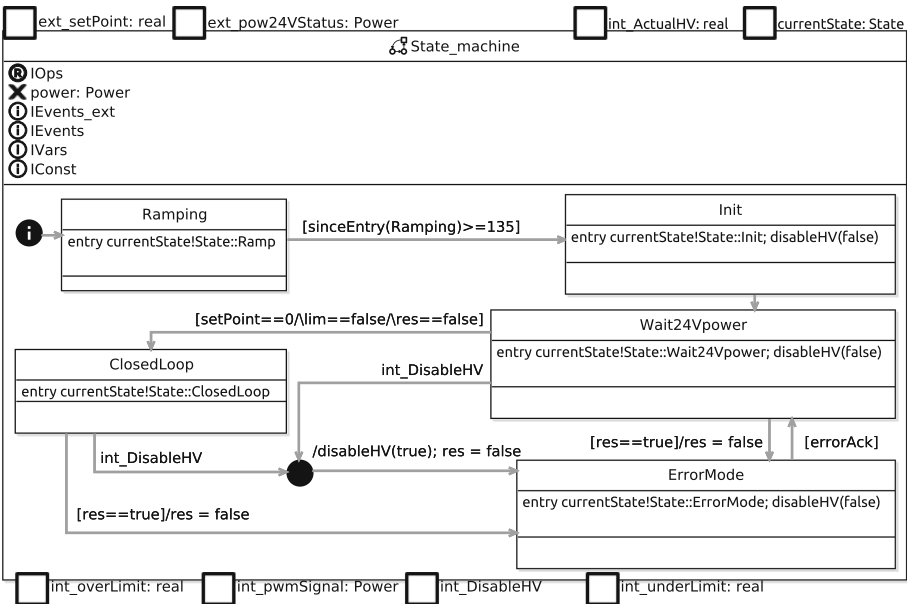 ext_setPoint: real
ext_pow24VStatus: Power
int_ActualHV: real
currentState: State
State_machine
R IOps
power: Power
i IEvents_ext
i IEvents
I IVars
i IConst
i
Ramping
entry currentState!State::Ramp
[sinceEntry(Ramping)>=135]
Init
entry currentState!State::Init; disableHV(false)
[setPoint==0/\lim==false/\res==false]
Wait24Vpower
entry currentState!State::Wait24Vpower; disableHV(false)
ClosedLoop
entry currentState!State::ClosedLoop
int_DisableHV
[res==true]/res = false
[errorAck]
int_DisableHV
/disableHV(true); res = false
ErrorMode
entry currentState!State::ErrorMode; disableHV(false)
[res==true]/res = false
int_overLimit: real
int_pwmSignal: Power
int_DisableHV
int_underLimit: real